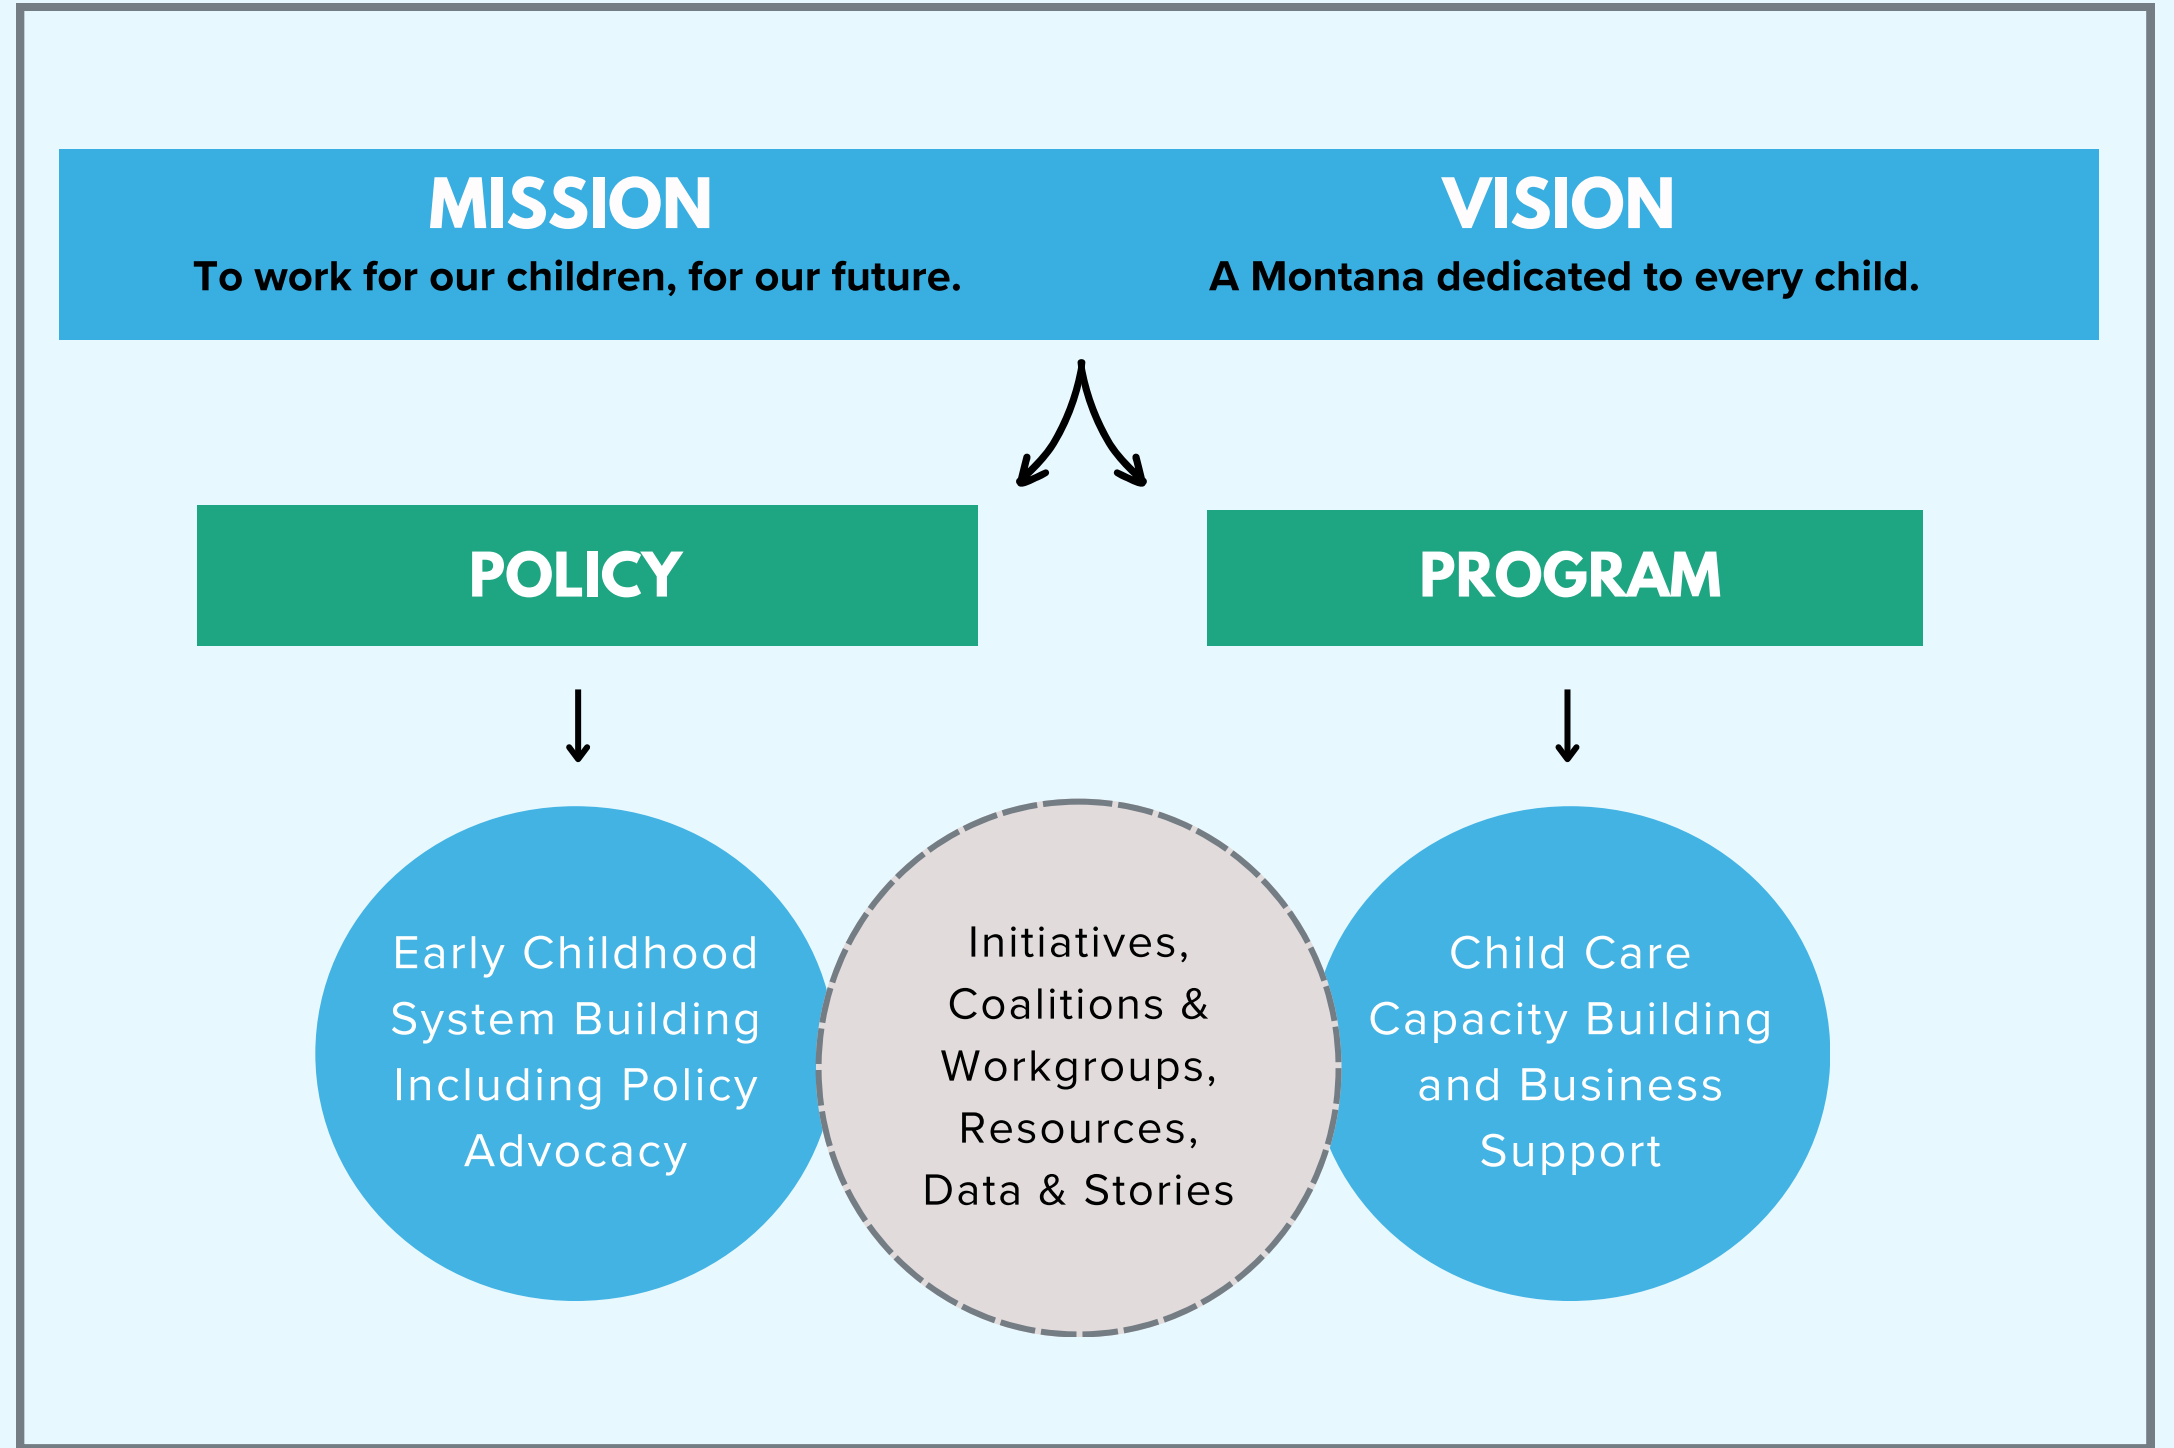 MISSION
To work for our children, for our future.
VISION
A Montana dedicated to every child.
POLICY
PROGRAM
Early Childhood
System Building
Including Policy
Advocacy
Initiatives,
Coalitions &
Workgroups,
Resources,
Data & Stories
Child Care
Capacity Building
and Business
Support